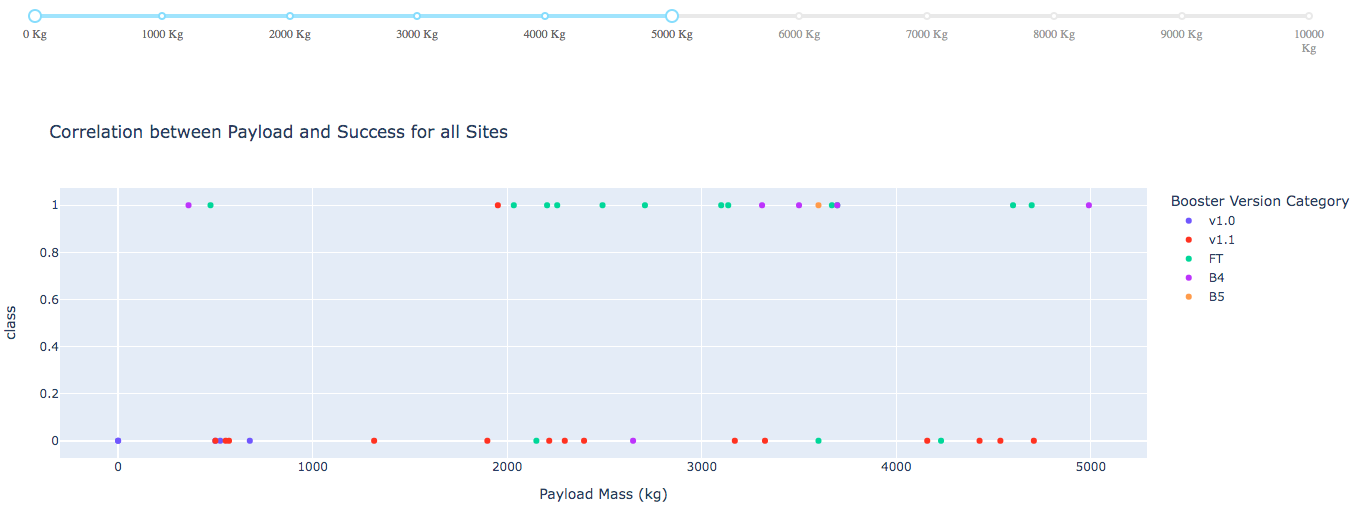 0 Kg 1000 Kg 2000 Kg 3000 Kg 4000 Kg 5000 Kg 6000 Kg 7000 Kg 8000 Kg 9000 Kg 10000
Kg
Correlation between Payload and Success for all Sites
1
0.8
0.6
0.4
0.2
0
class
0 1000 2000 3000 4000 5000
Payload Mass (kg)
Booster Version Category
v1.0
v1.1
FT
B4
B5